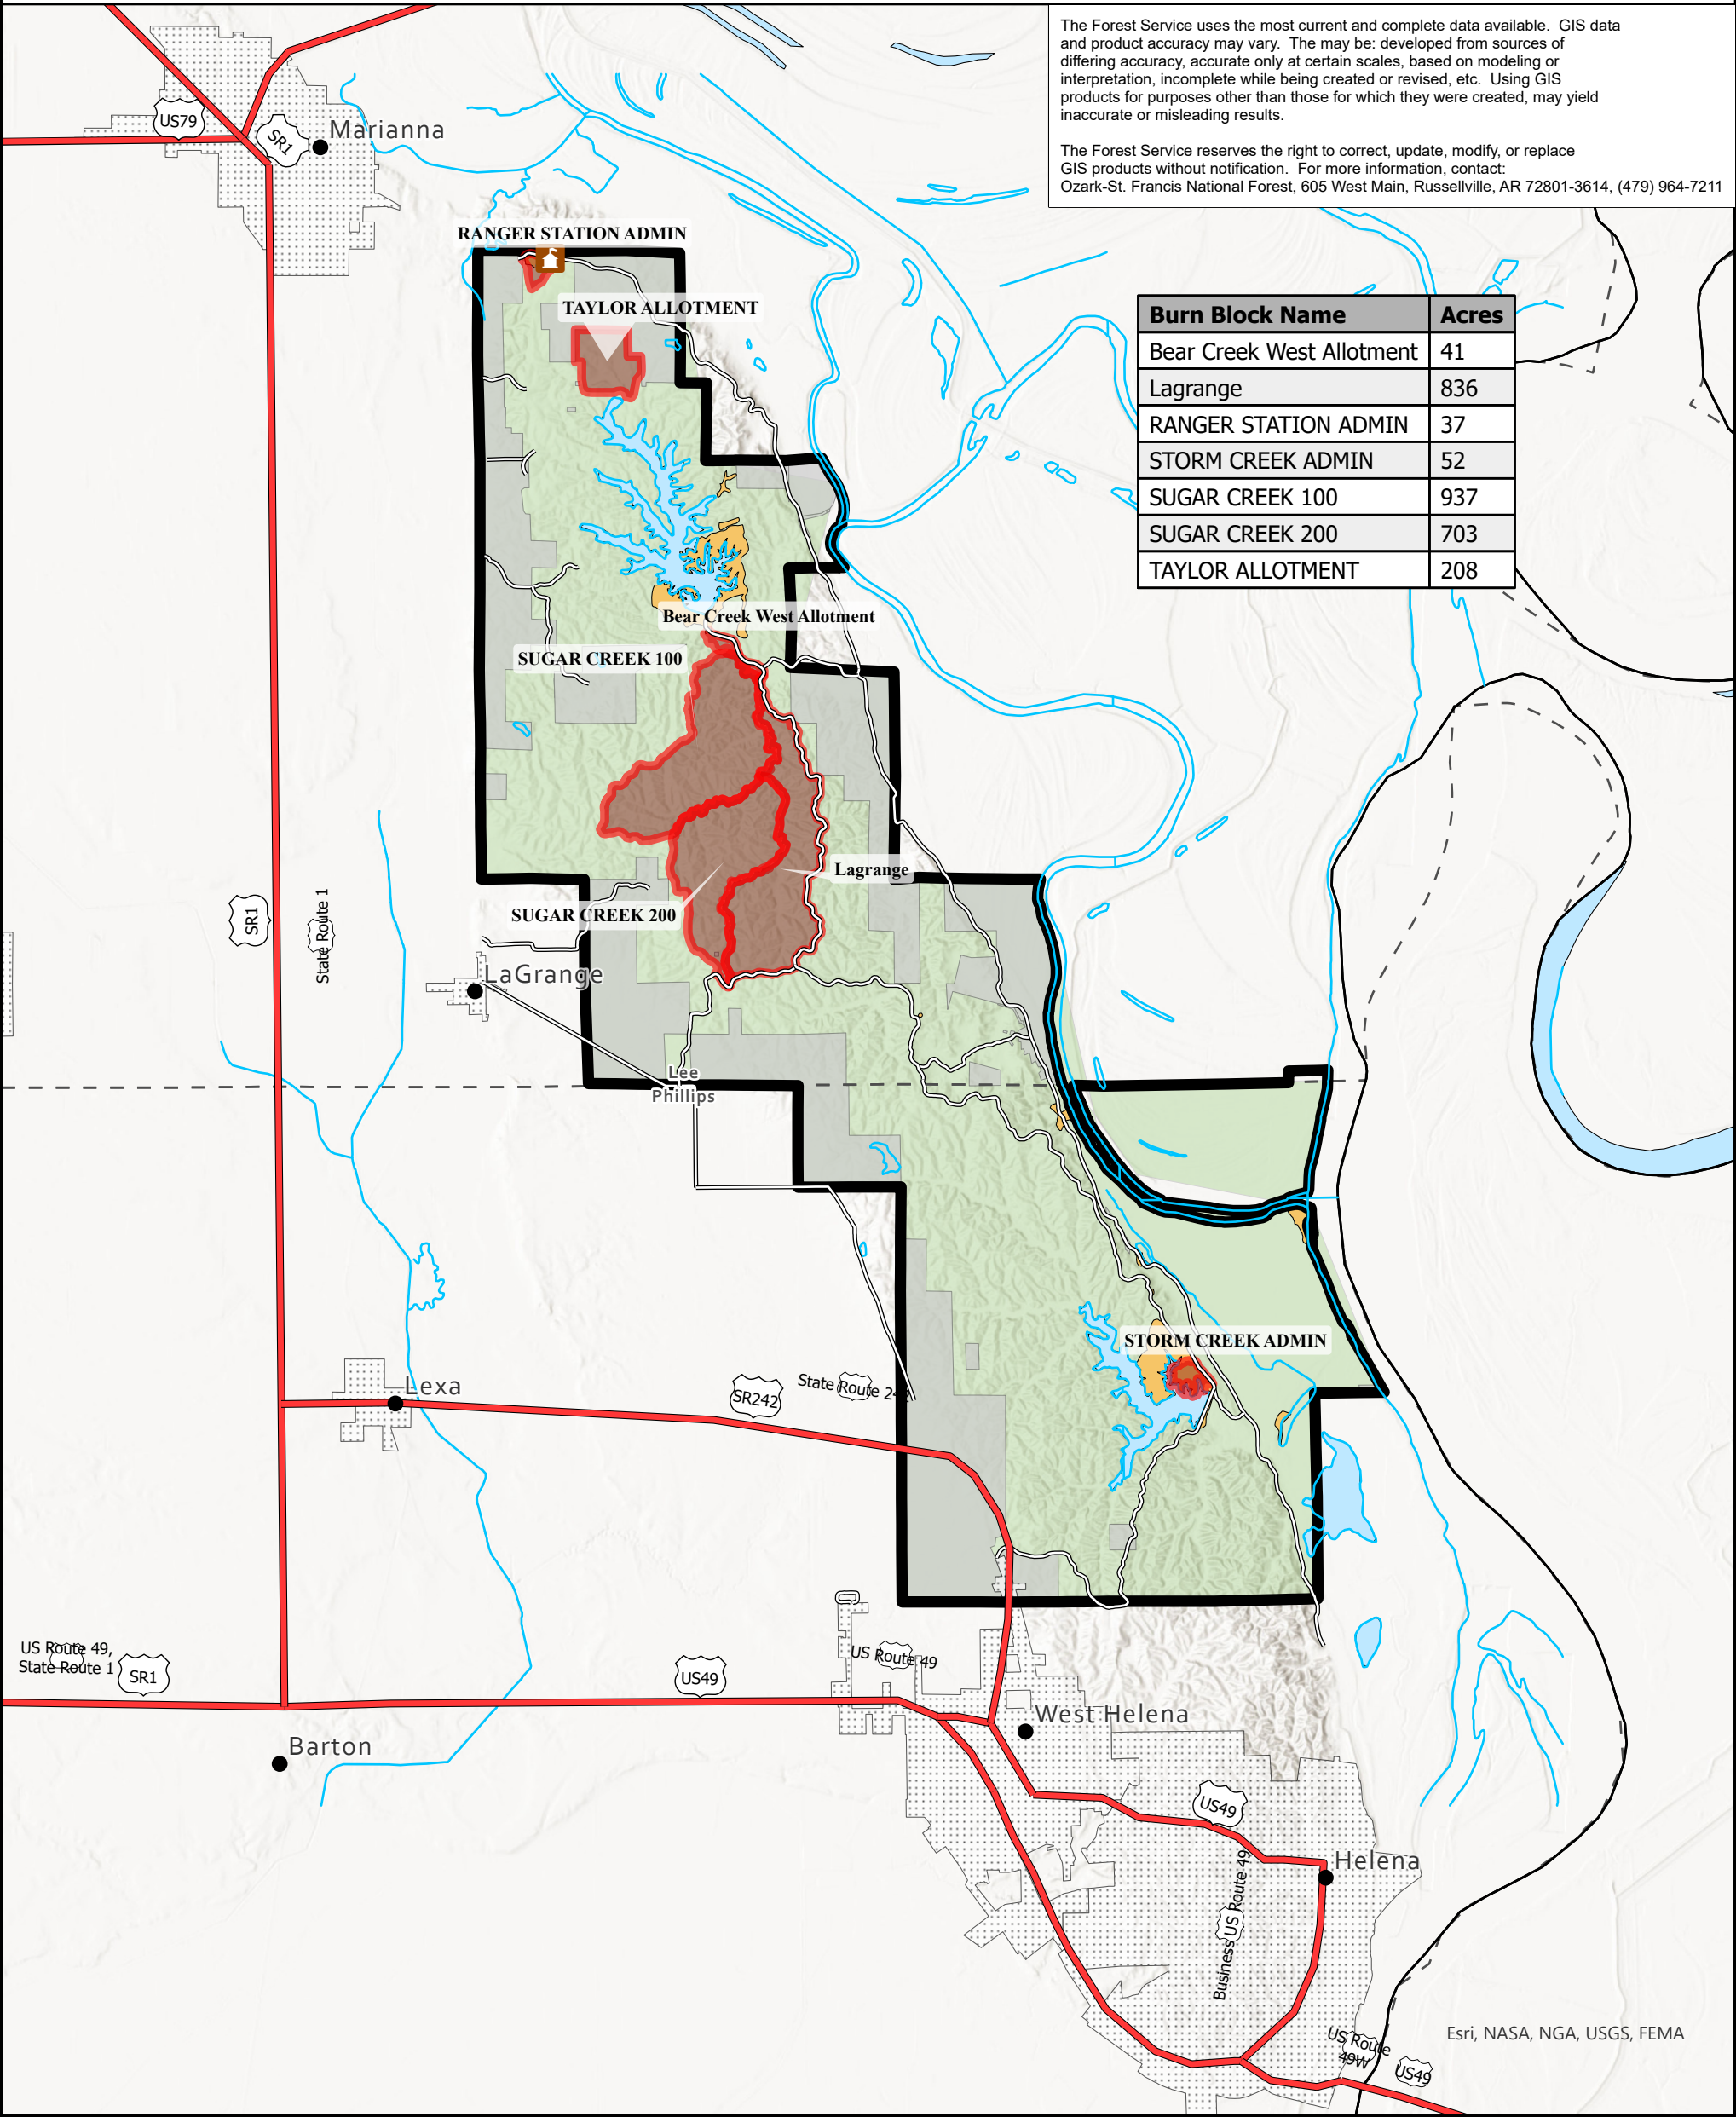 The Forest Service uses the most current and complete data available.  GIS data
and product accuracy may vary.  The may be: developed from sources of
differing accuracy, accurate only at certain scales, based on modeling or
interpretation, incomplete while being created or revised, etc.  Using GIS
products for purposes other than those for which they were created, may yield
inaccurate or misleading results.
The Forest Service reserves the right to correct, update, modify, or replace
GIS products without notification.  For more information, contact:
Ozark-St. Francis National Forest, 605 West Main, Russellville, AR 72801-3614, (479) 964-7211
US79
SR1
Marianna
RANGER STATION ADMIN
TAYLOR ALLOTMENT
Burn Block Name Acres
Bear Creek West Allotment 41
Lagrange 836
RANGER STATION ADMIN 37
STORM CREEK ADMIN 52
SUGAR CREEK 100 937
SUGAR CREEK 200 703
TAYLOR ALLOTMENT 208
Bear Creek West Allotment
SUGAR CREEK 100
Lagrange
SUGAR CREEK 200
SR1
State Route 1
LaGrange
Lee
Phillips
STORM CREEK ADMIN
Lexa
SR242
State Route 242
US Route 49,
State Route 1
SR1
US49
US Route 49
West Helena
Barton
US49
Helena
Business US Route 49
US Route
49W
US49
Esri, NASA, NGA, USGS, FEMA